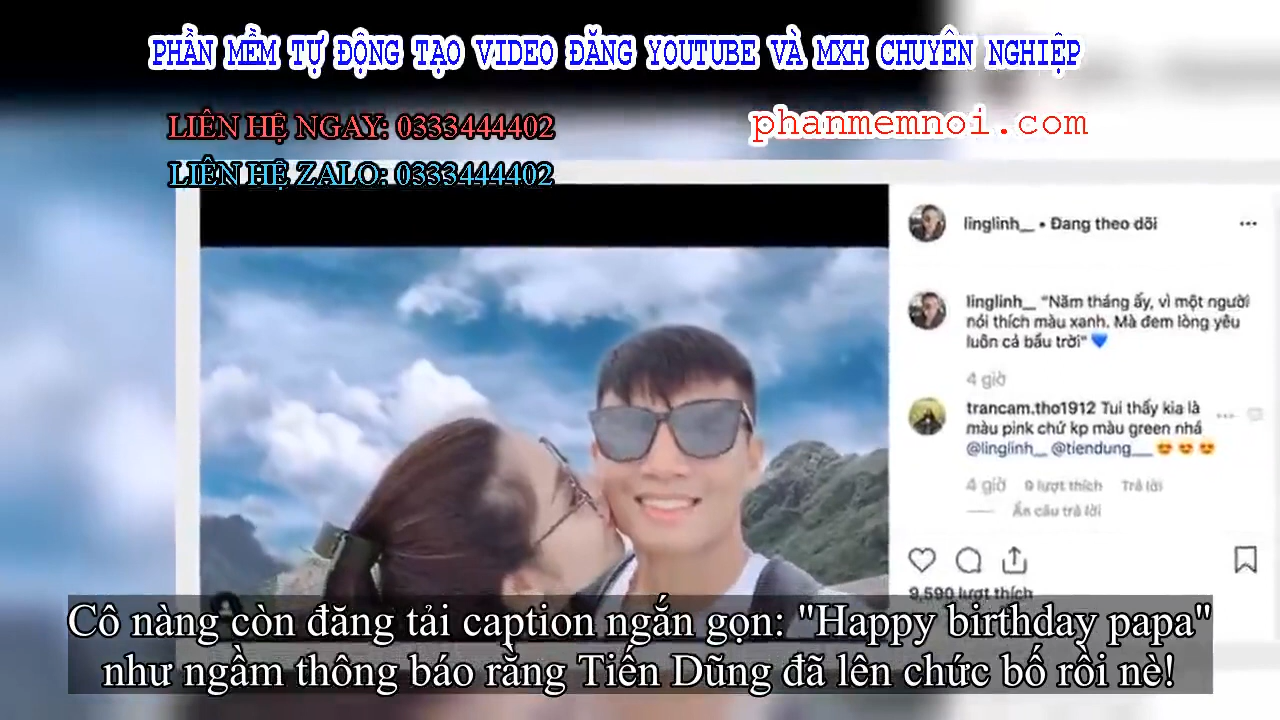 PHẦN MỀM TỰ ĐỘNG TẠO VIDEO ĐĂNG YOUTUBE VÀ MXH CHUYÊN NGHIỆP
LIÊN HỆ NGAY: 0333444402
phanmemnoi.com
LIÊN HỆ ZALO: 0333444402
linglinh__ • Đang theo dõi
linglinh__ "Năm tháng ấy, vì một người
nói thích màu xanh. Mà đem lòng yêu
luôn cả bầu trời" 💙
4 giờ
trancam.tho1912 Tui thấy kia là
màu pink chứ kp màu green nhá
@linglinh__ @tiendung___ 😍 😍 😍
4 giờ 9 lượt thích Trả lời
Ẩn câu trả lời
9,590 lượt thích
Cô nàng còn đăng tải caption ngắn gọn: "Happy birthday papa"
như ngầm thông báo rằng Tiến Dũng đã lên chức bố rồi nè!